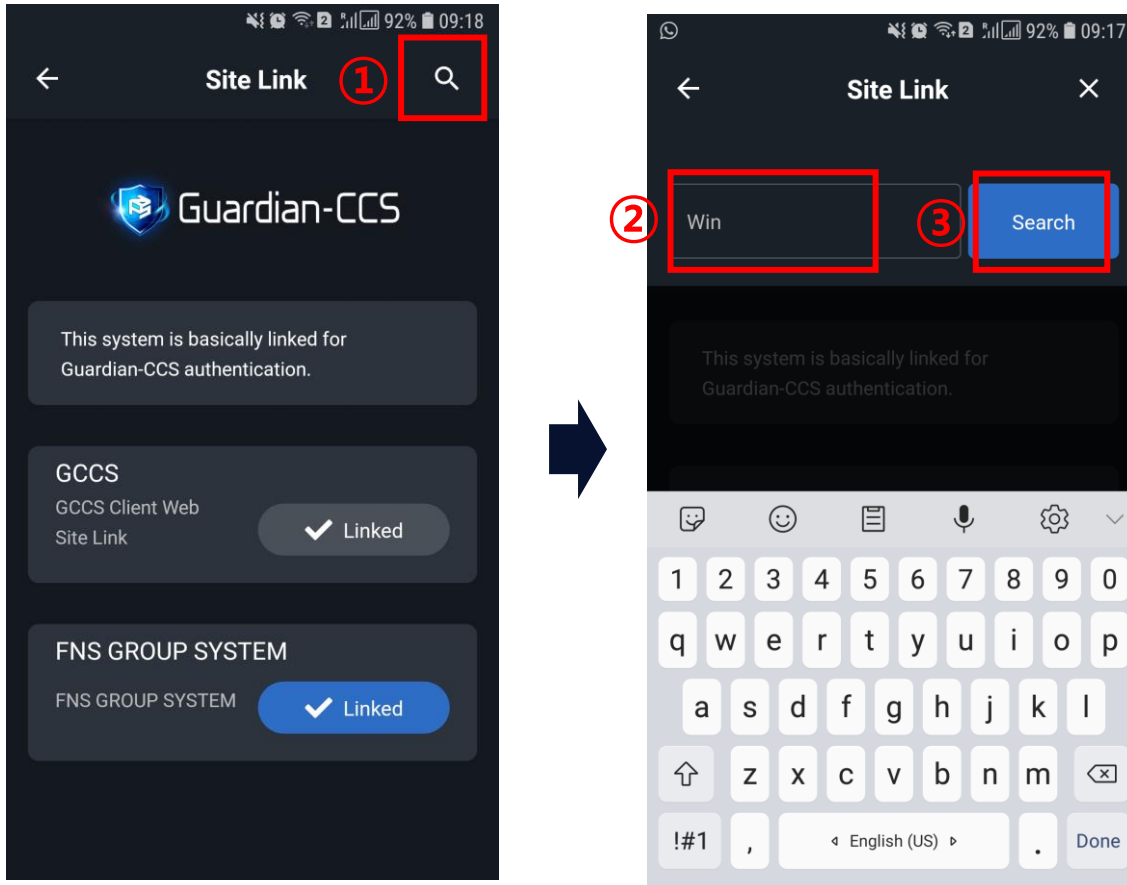 92% 09:18
Site Link
①
Guardian-CCS
This system is basically linked for
Guardian-CCS authentication.
GCCS
GCCS Client Web
Site Link
Linked
FNS GROUP SYSTEM
FNS GROUP SYSTEM
Linked
2 92% 09:17
Site Link
②
Win
③
Search
This system is basically linked for
Guardian-CCS authentication.
1 2 3 4 5 6 7 8 9 0
q w e r t y u i o p
a s d f g h j k l
z x c v b n m
!#1 , English (US) . Done